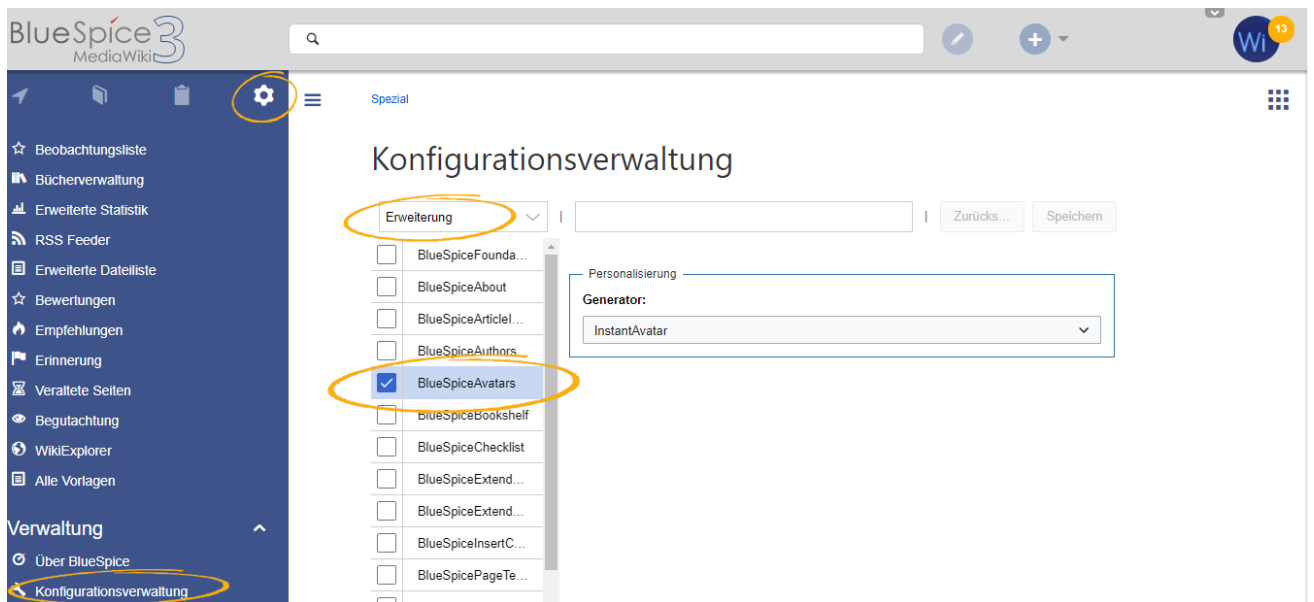 BlueSpice 3
MediaWiki
Wi
13
Spezial
Beobachtungsliste
Bücherverwaltung
Erweiterte Statistik
RSS Feeder
Erweiterte Dateiliste
Bewertungen
Empfehlungen
Erinnerung
Veraltete Seiten
Begutachtung
WikiExplorer
Alle Vorlagen
Verwaltung
Über BlueSpice
Konfigurationsverwaltung
Konfigurationsverwaltung
Erweiterung | | Zurücks... Speichern
BlueSpiceFounda...
BlueSpiceAbout
BlueSpiceArticleI...
BlueSpiceAuthors
BlueSpiceAvatars
BlueSpiceBookshelf
BlueSpiceChecklist
BlueSpiceExtend...
BlueSpiceExtend...
BlueSpiceInsertC...
BlueSpicePageTe...
Personalisierung
Generator:
InstantAvatar